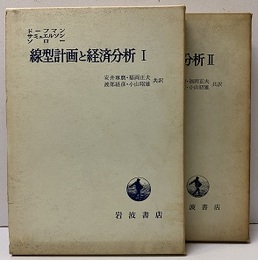 ドーフマン
サミュエルソン
ソロー
線型計画と経済分析 I
安井琢磨・福岡正夫
渡部経彦・小山昭雄 共訳
岩波書店
分析 II
・福岡正夫
・小山昭雄 共訳
書店